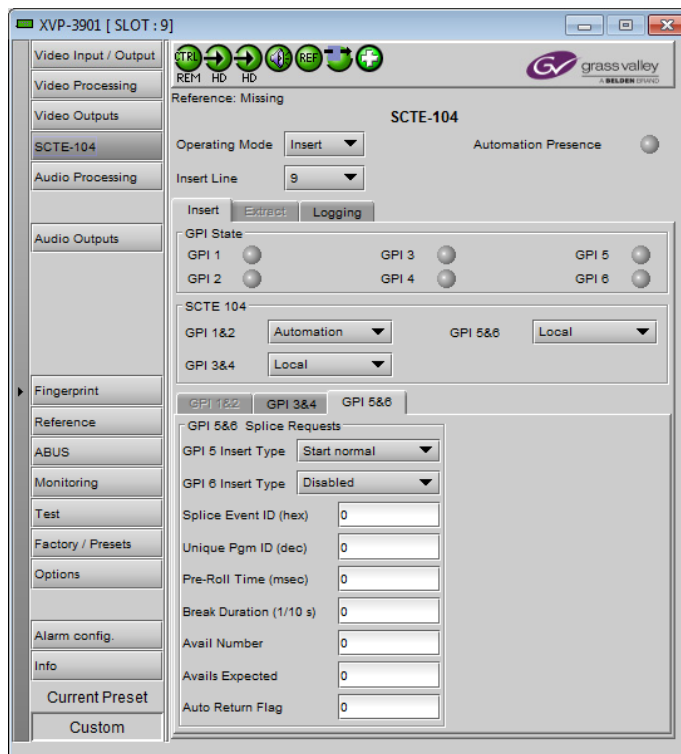 XVP-3901 [ SLOT : 9]
CTRL REF
REM HD HD
grass valley
A BELDEN BRAND
Reference: Missing
SCTE-104
Operating Mode Insert Automation Presence
Insert Line 9
Insert Extract Logging
GPI State
GPI 1 GPI 3 GPI 5
GPI 2 GPI 4 GPI 6
SCTE 104
GPI 1&2 Automation GPI 5&6 Local
GPI 3&4 Local
GPI 1&2 GPI 3&4 GPI 5&6
GPI 5&6 Splice Requests
GPI 5 Insert Type Start normal
GPI 6 Insert Type Disabled
Splice Event ID (hex) 0
Unique Pgm ID (dec) 0
Pre-Roll Time (msec) 0
Break Duration (1/10 s) 0
Avail Number 0
Avails Expected 0
Auto Return Flag 0
Video Input / Output
Video Processing
Video Outputs
SCTE-104
Audio Processing
Audio Outputs
Fingerprint
Reference
ABUS
Monitoring
Test
Factory / Presets
Options
Alarm config.
Info
Current Preset
Custom